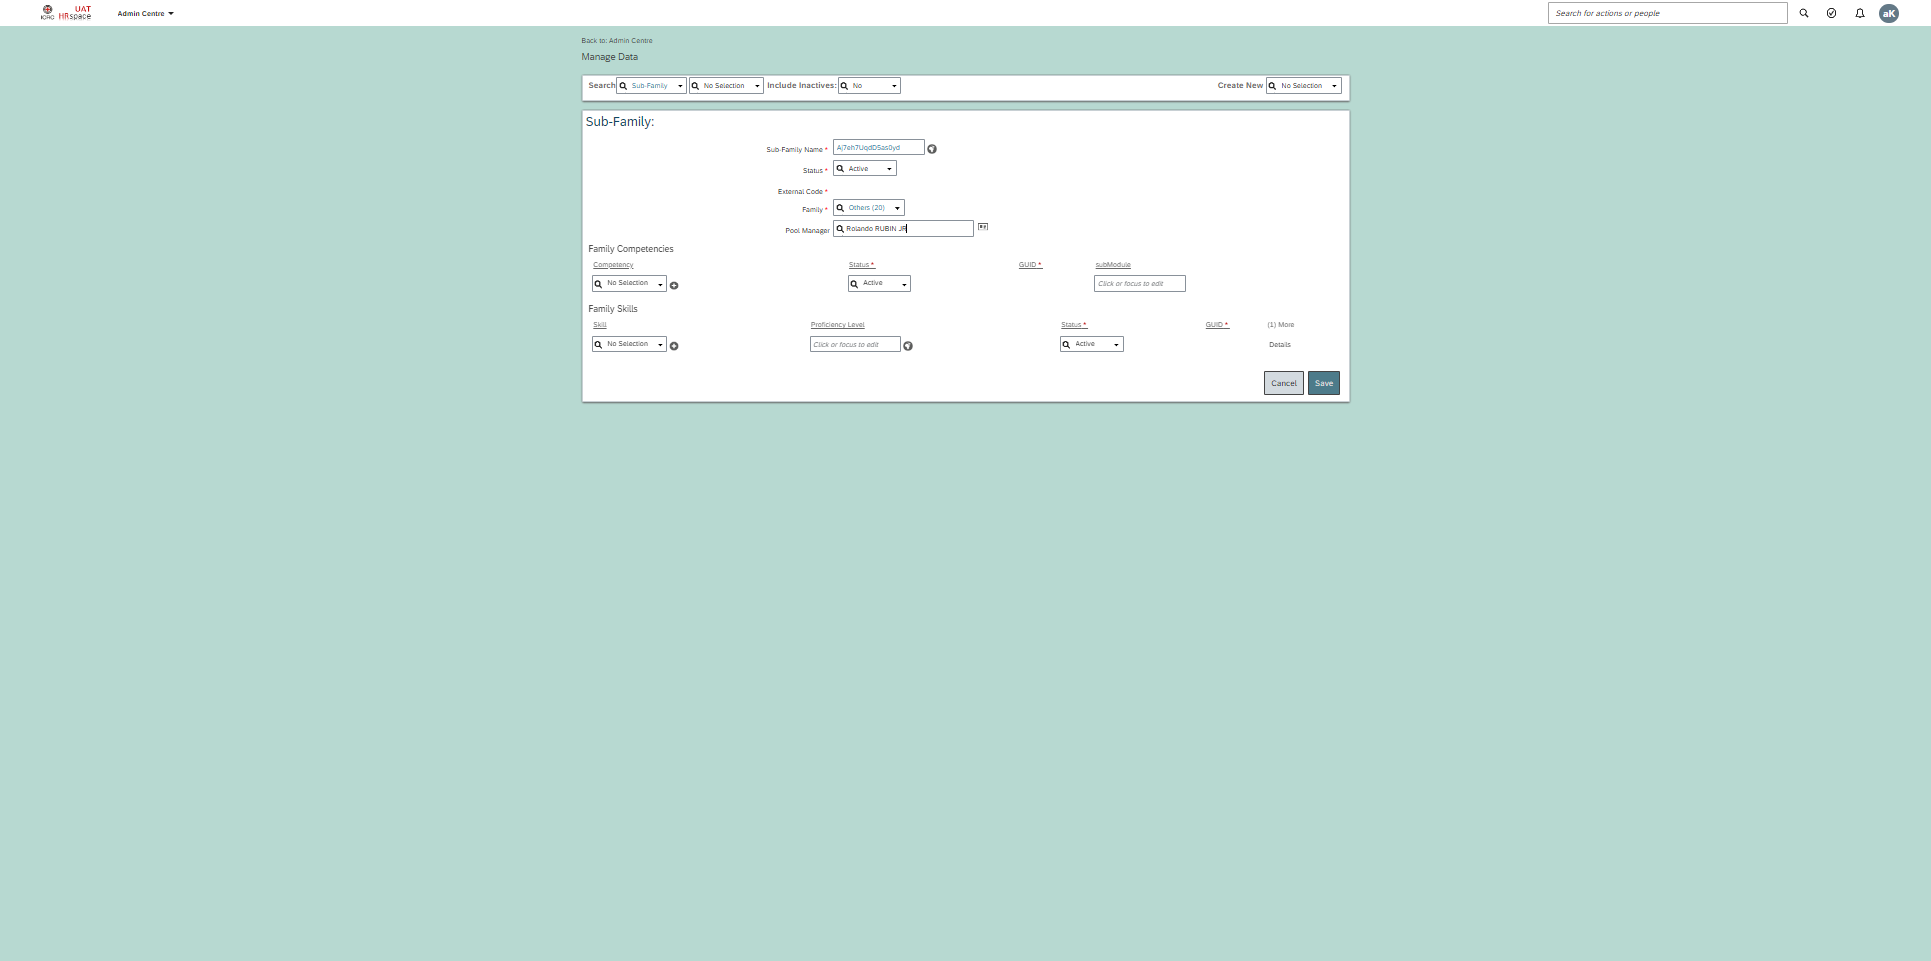 ICRC UAT HRspace Admin Centre Search for actions or people aK
Back to: Admin Centre
Manage Data
Search Sub-Family No Selection Include Inactives: No Create New No Selection
Sub-Family:
Sub-Family Name * Aj7eh7UqdD5as0yd
Status * Active
External Code *
Family * Others (20)
Pool Manager Rolando RUBIN JR
Family Competencies
Competency Status * GUID * subModule
No Selection Active Click or focus to edit
Family Skills
Skill Proficiency Level Status * GUID * (1) More
No Selection Click or focus to edit Active Details
Cancel Save